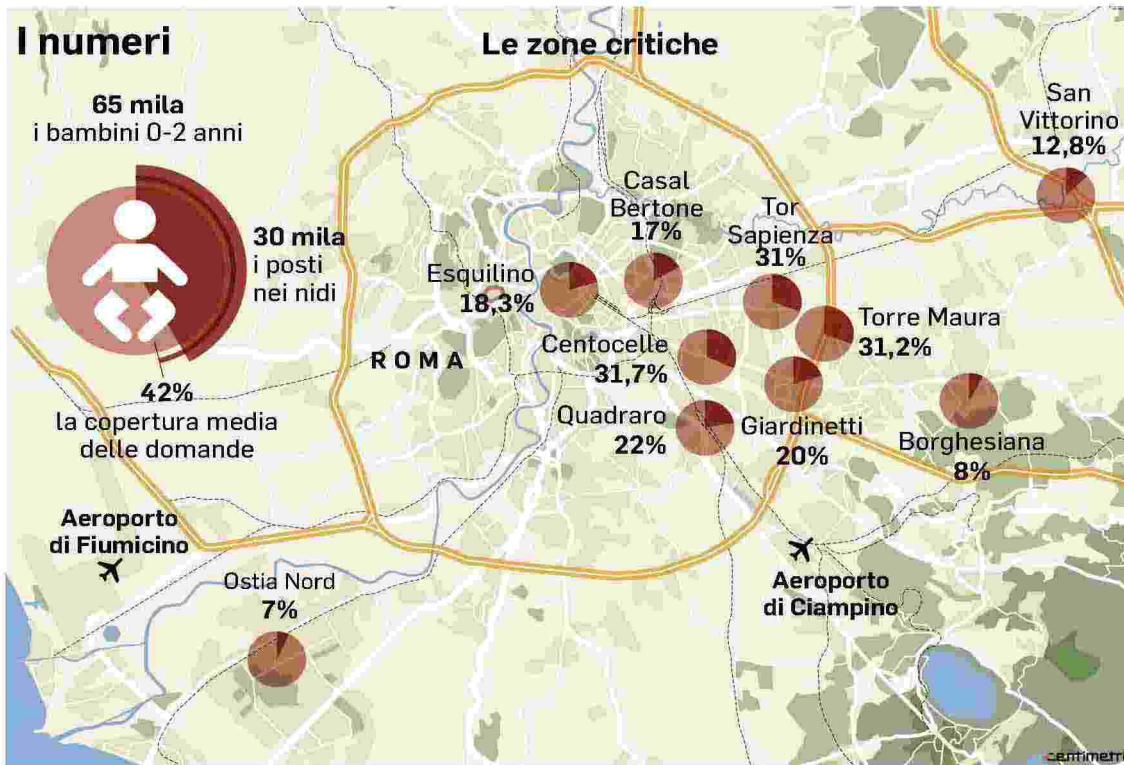 I numeri
65 mila
i bambini 0-2 anni
30 mila
i posti
nei nidi
42%
la copertura media
delle domande
Le zone critiche
San
Vittorino
12,8%
Casal
Bertone
17%
Tor
Sapienza
31%
Esquilino
18,3%
Torre Maura
31,2%
Centocelle
31,7%
ROMA
Quadraro
22%
Giardinetti
20%
Borghesiana
8%
Aeroporto
di Fiumicino
Aeroporto
di Ciampino
Ostia Nord
7%
centimetri